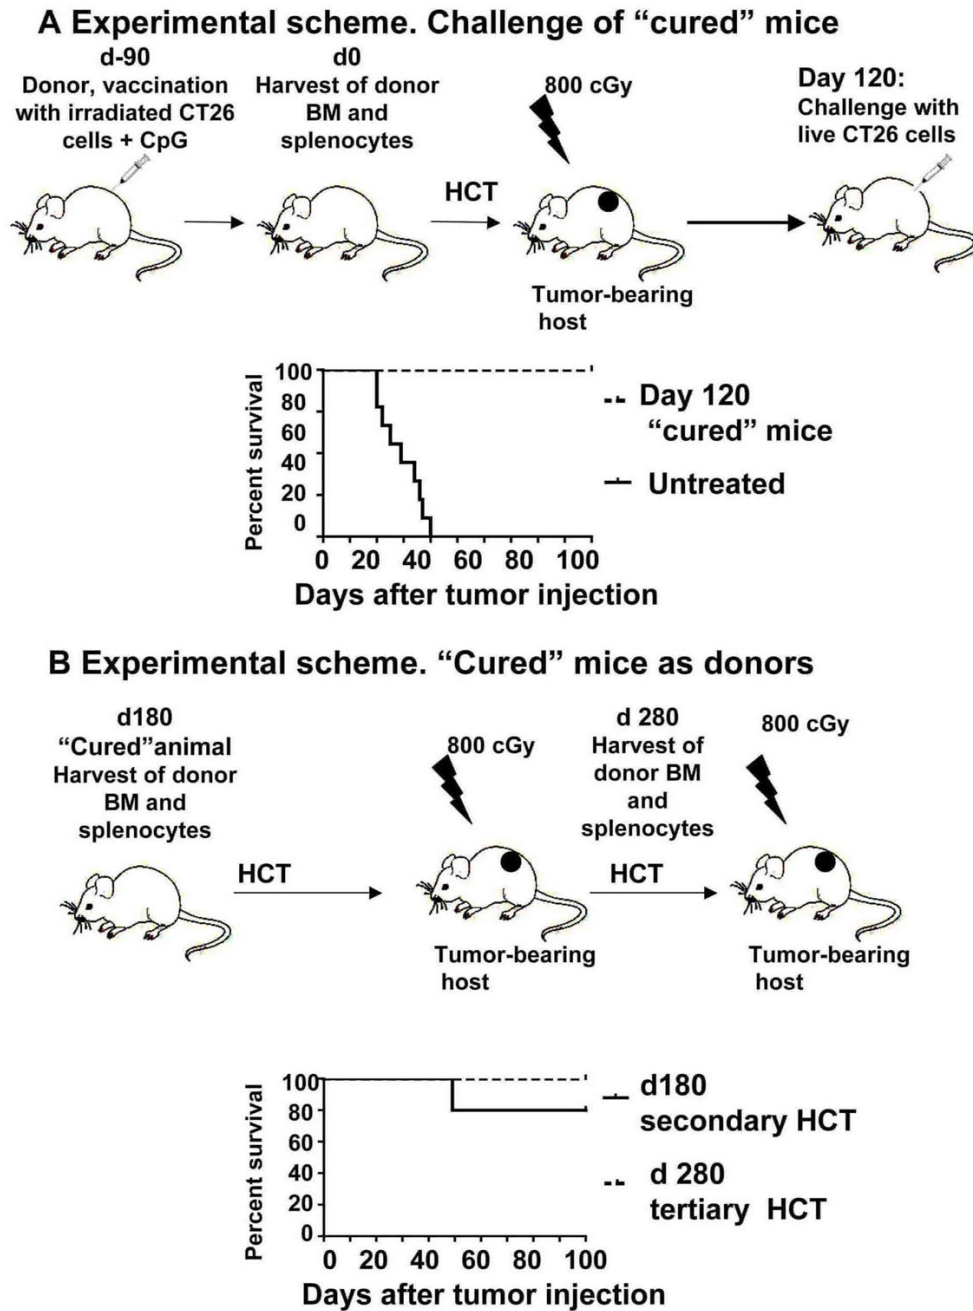 A Experimental scheme. Challenge of “cured” mice
d-90
Donor, vaccination
with irradiated CT26
cells + CpG
d0
Harvest of donor
BM and
splenocytes
HCT
800 cGy
Tumor-bearing
host
Day 120:
Challenge with
live CT26 cells
Percent survival
100
80
60
40
20
0
0 20 40 60 80 100
Days after tumor injection
Day 120
“cured” mice
Untreated
B Experimental scheme. “Cured” mice as donors
d180
“Cured”animal
Harvest of donor
BM and
splenocytes
HCT
800 cGy
Tumor-bearing
host
d 280
Harvest of
donor BM
and
splenocytes
HCT
800 cGy
Tumor-bearing
host
Percent survival
100
80
60
40
20
0
0 20 40 60 80 100
Days after tumor injection
d180
secondary HCT
d 280
tertiary HCT